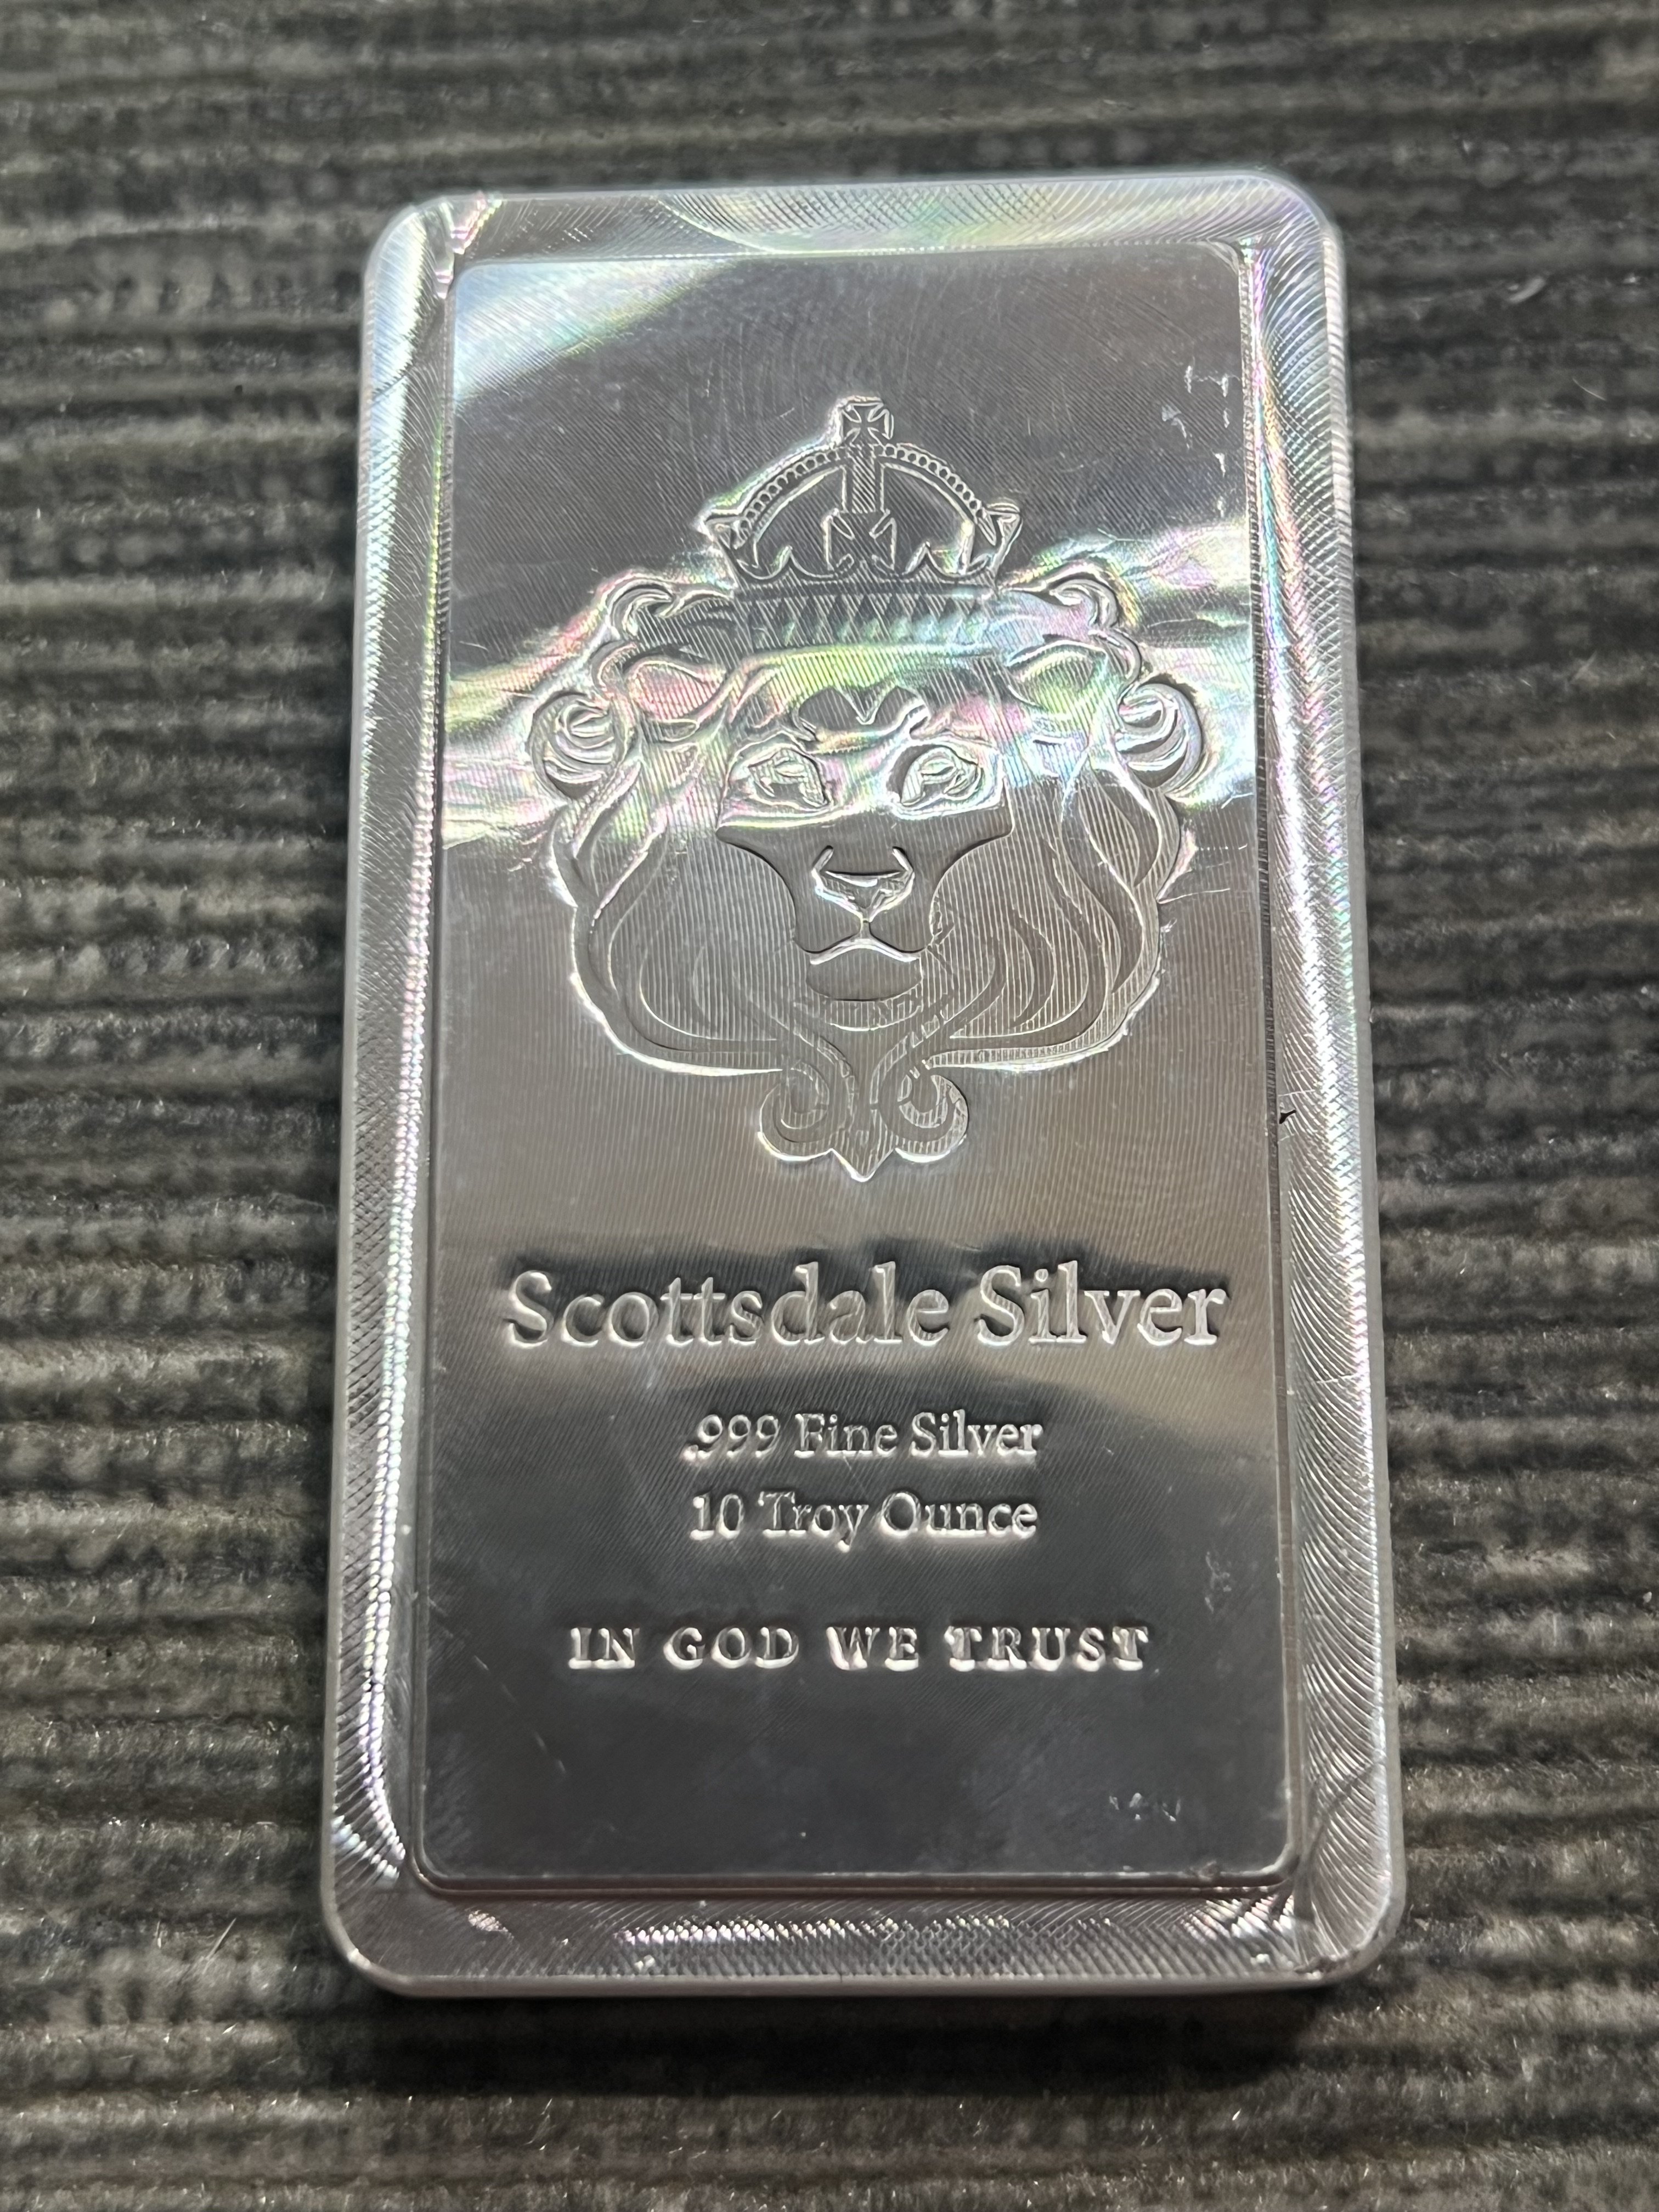 Scottsdale Silver
.999 Fine Silver
10 Troy Ounce
IN GOD WE TRUST